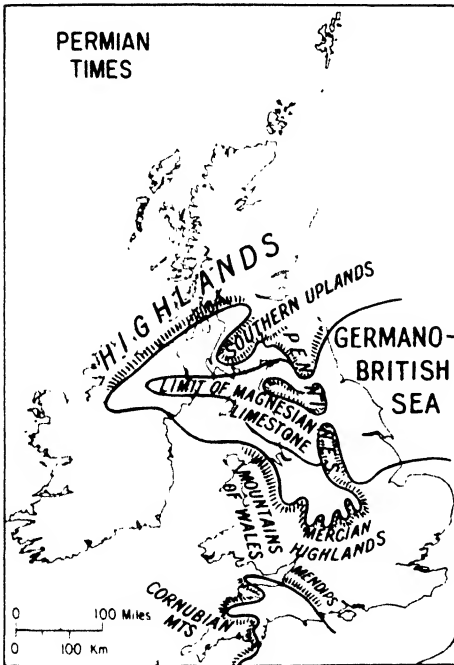 PERMIAN
TIMES
HIGHLANDS
SOUTHERN UPLANDS
PEN
GERMANO-
BRITISH
SEA
LIMIT OF MAGNESIAN
LIMESTONE
MOUNTAINS
OF WALES
MERCIAN
HIGHLANDS
MENDIPS
CORNUBIAN
MTS
0 100 Miles
0 100 Km